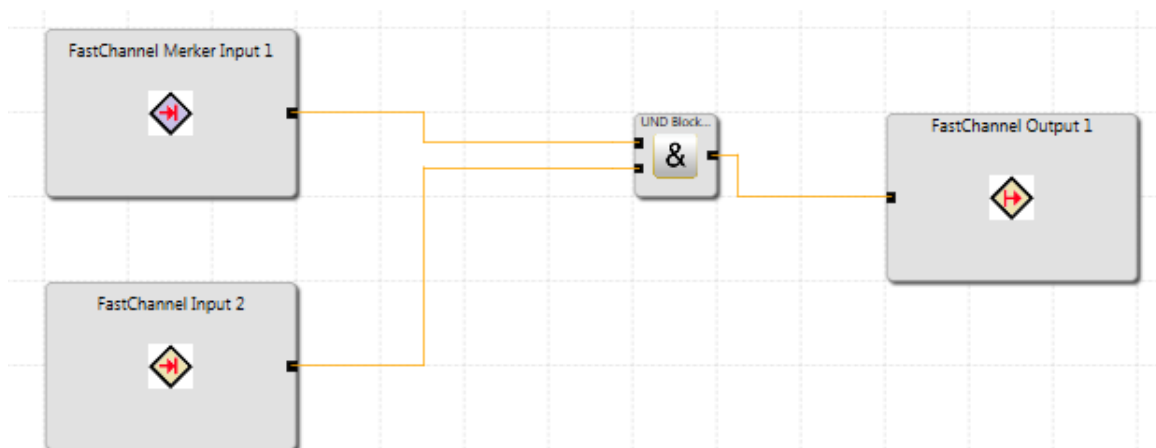 FastChannel Merker Input 1
UND Block...
&
FastChannel Output 1
FastChannel Input 2